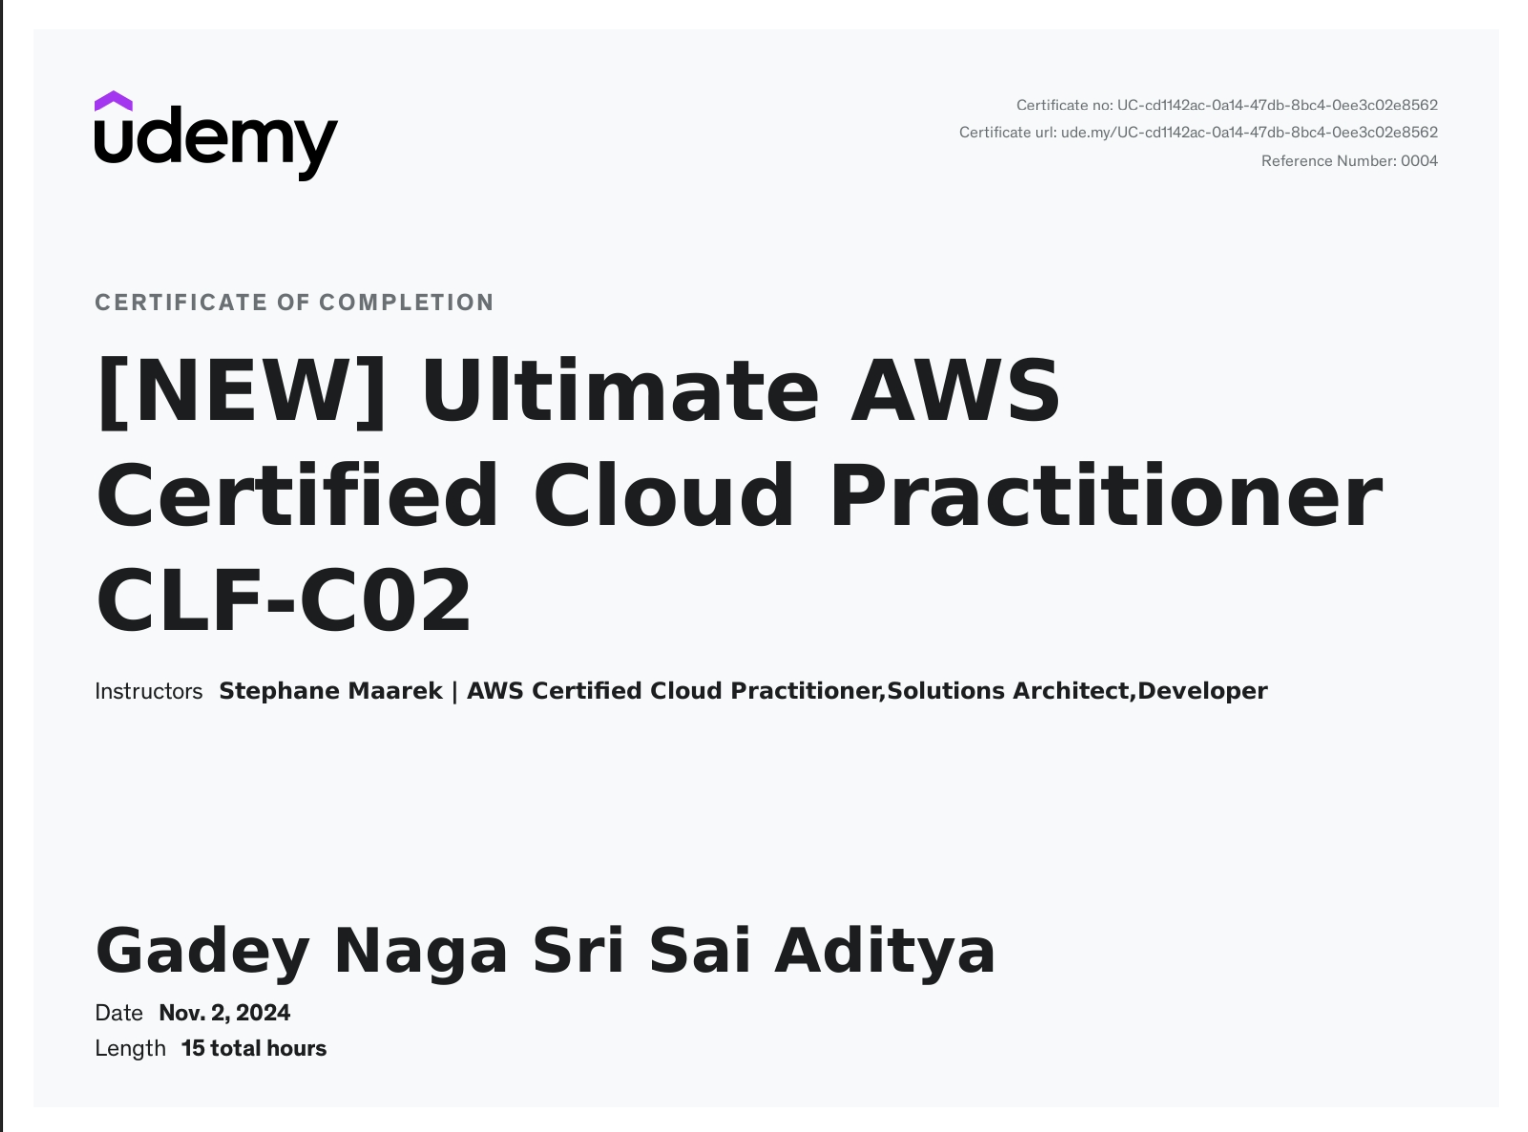 udemy
Certificate no: UC-cd1142ac-0a14-47db-8bc4-0ee3c02e8562
Certificate url: ude.my/UC-cd1142ac-0a14-47db-8bc4-0ee3c02e8562
Reference Number: 0004
CERTIFICATE OF COMPLETION
[NEW] Ultimate AWS
Certified Cloud Practitioner
CLF-C02
Instructors Stephane Maarek | AWS Certified Cloud Practitioner,Solutions Architect,Developer
Gadey Naga Sri Sai Aditya
Date Nov. 2, 2024
Length 15 total hours